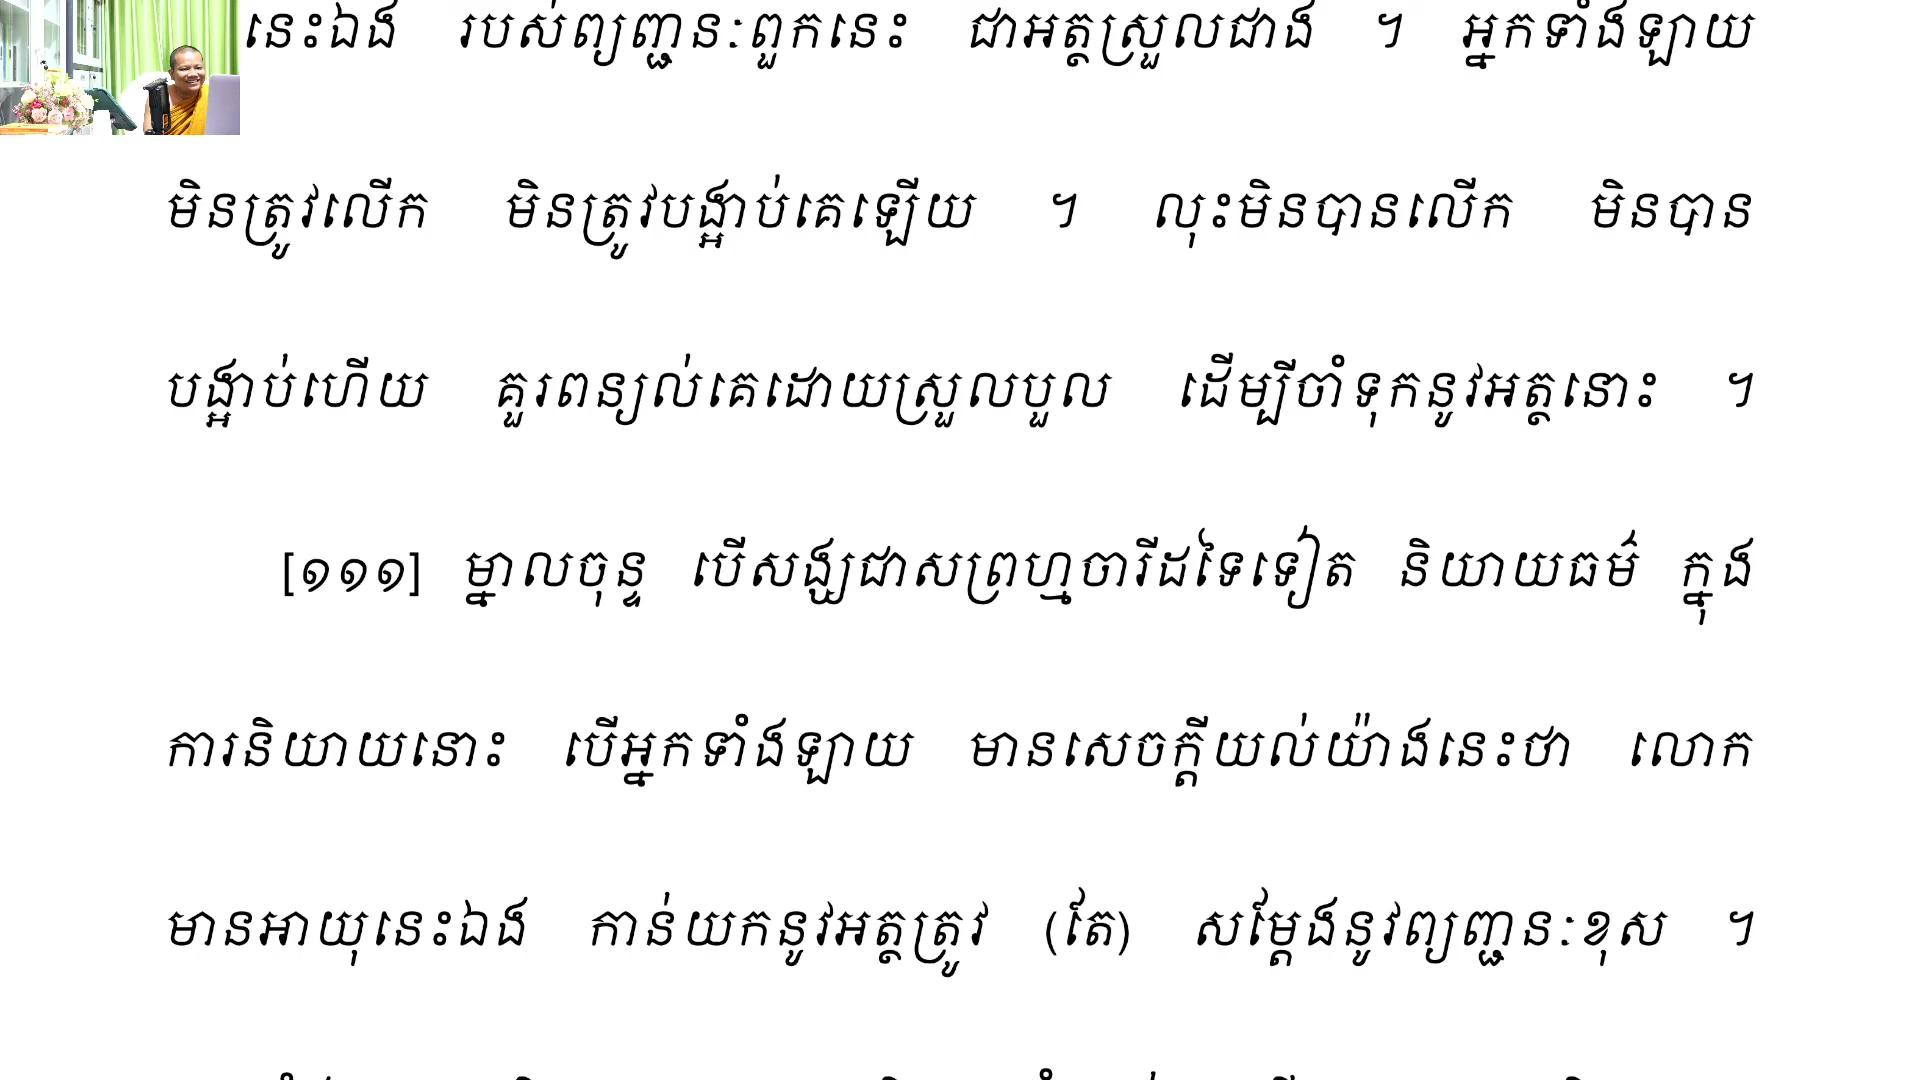 នេះឯង របស់ព្យញ្ជនៈពួកនេះ ជាអត្ថស្រួលជាង ។ អ្នកទាំងឡាយ
មិនត្រូវលើក មិនត្រូវបង្អាប់គេឡើយ ។ លុះមិនបានលើក មិនបាន
បង្អាប់ហើយ គួរពន្យល់គេដោយស្រួលបួល ដើម្បីចាំទុកនូវអត្ថនោះ ។
[១១១] ម្នាលចុន្ទ បើសង្ឃជាសព្រហ្មចារីដទៃទៀត និយាយធម៌ ក្នុង
ការនិយាយនោះ បើអ្នកទាំងឡាយ មានសេចក្តីយល់យ៉ាងនេះថា លោក
មានអាយុនេះឯង កាន់យកនូវអត្ថត្រូវ (តែ) សម្តែងនូវព្យញ្ជនៈខុស ។